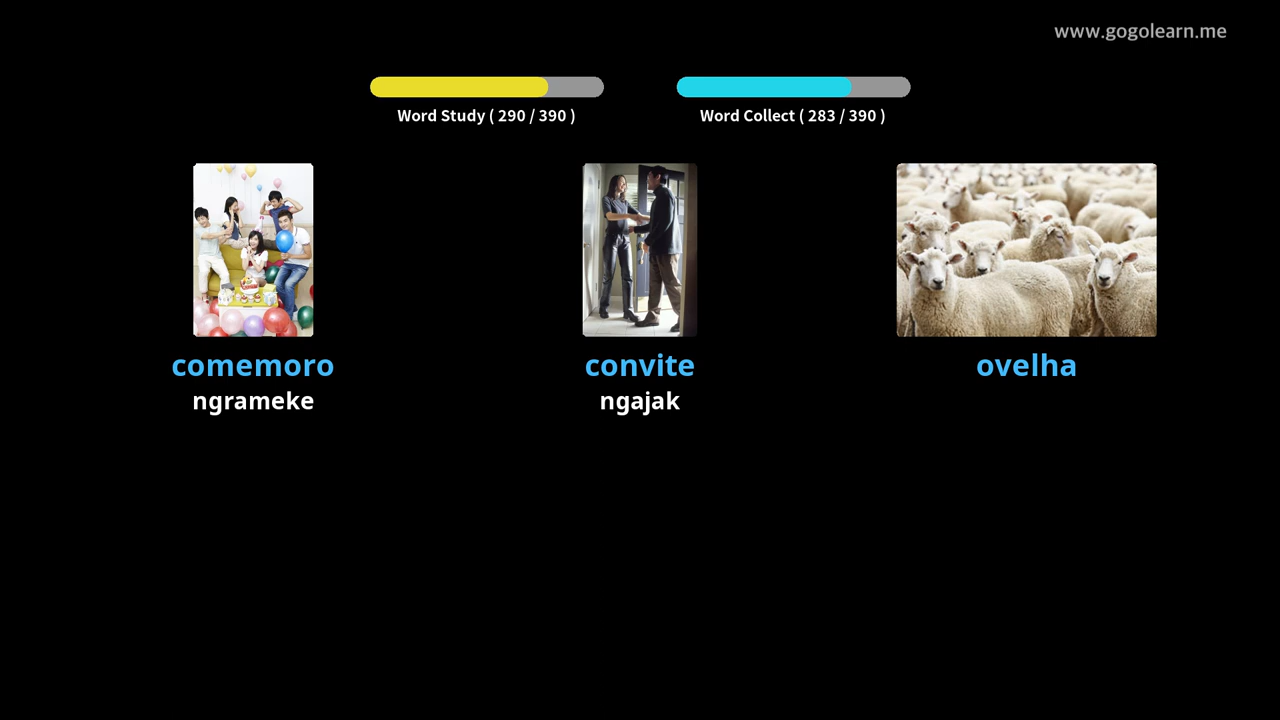 www.gogolearn.me
Word Study ( 290 / 390 )
Word Collect ( 283 / 390 )
comemoro
ngrameke
convite
ngajak
ovelha